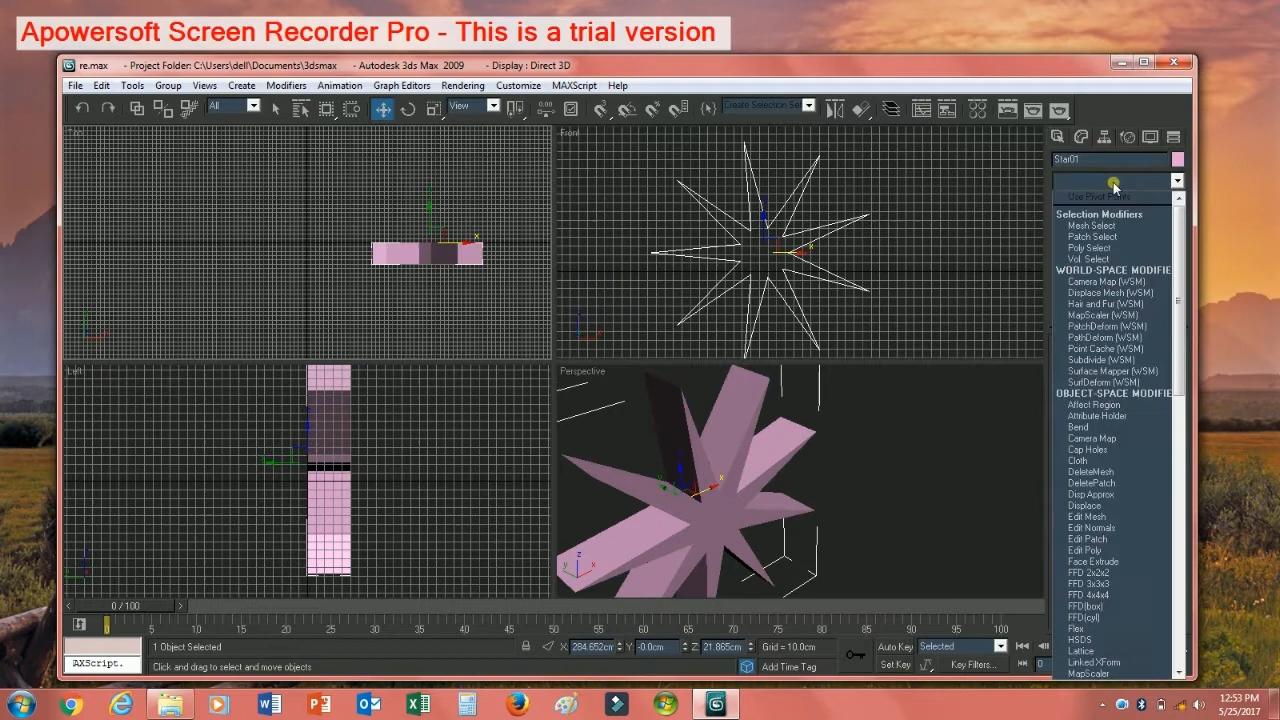 Apowersoft Screen Recorder Pro - This is a trial version
re.max - Project Folder: C:\Users\dell\Documents\3dsmax - Autodesk 3ds Max 2009 - Display : Direct 3D
File Edit Tools Group Views Create Modifiers Animation Graph Editors Rendering Customize MAXScript Help
All View Create Selection Se
Top Front
Star01
Use Pivot Points
Selection Modifiers
Mesh Select
Patch Select
Poly Select
Vol. Select
WORLD-SPACE MODIFIE
Camera Map (WSM)
Displace Mesh (WSM)
Hair and Fur (WSM)
MapScaler (WSM)
PatchDeform (WSM)
PathDeform (WSM)
Point Cache (WSM)
Subdivide (WSM)
Surface Mapper (WSM)
SurfDeform (WSM)
OBJECT-SPACE MODIFIE
Affect Region
Attribute Holder
Bend
Camera Map
Cap Holes
Cloth
DeleteMesh
DeletePatch
Disp Approx
Displace
Edit Mesh
Edit Normals
Edit Patch
Edit Poly
Face Extrude
FFD 2x2x2
FFD 3x3x3
FFD 4x4x4
FFD(box)
FFD(cyl)
Flex
HSDS
Lattice
Linked XForm
MapScaler
Left Perspective
x
x
x
z
y x
0 / 100
0 5 10 15 20 25 30 35 40 45 50 55 60 65 70 75 80 85 90 95 100
1 Object Selected X: 284.652cm Y: -0.0cm Z: 21.865cm Grid = 10.0cm Auto Key Selected
AXScript. Click and drag to select and move objects Add Time Tag Set Key Key Filters... 0
12:53 PM
5/25/2017